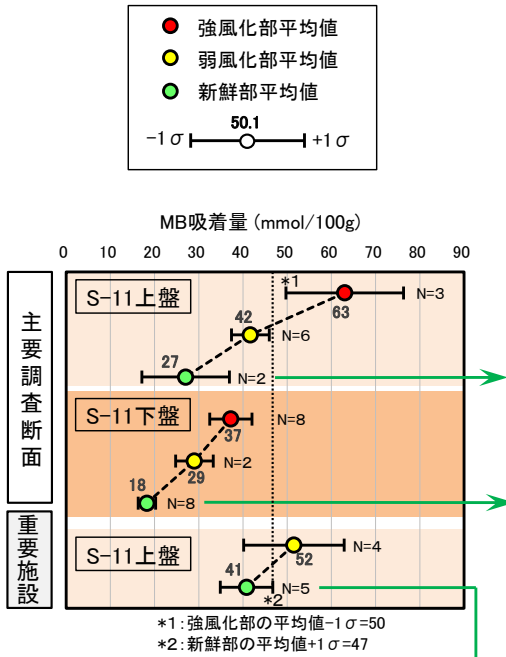 強風化部平均値
弱風化部平均値
新鮮部平均値
50.1
-1σ +1σ
MB吸着量 (mmol/100g)
0 10 20 30 40 50 60 70 80 90
主要調査断面
S-11上盤
*1
63
N=3
42
N=6
27
N=2
S-11下盤
37
N=8
29
N=2
18
N=8
重要施設
S-11上盤
52
N=4
41
N=5
*2
*1:強風化部の平均値-1σ=50
*2:新鮮部の平均値+1σ=47